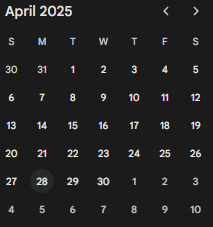 April 2025
S M T W T F S
30 31 1 2 3 4 5
6 7 8 9 10 11 12
13 14 15 16 17 18 19
20 21 22 23 24 25 26
27 28 29 30 1 2 3
4 5 6 7 8 9 10